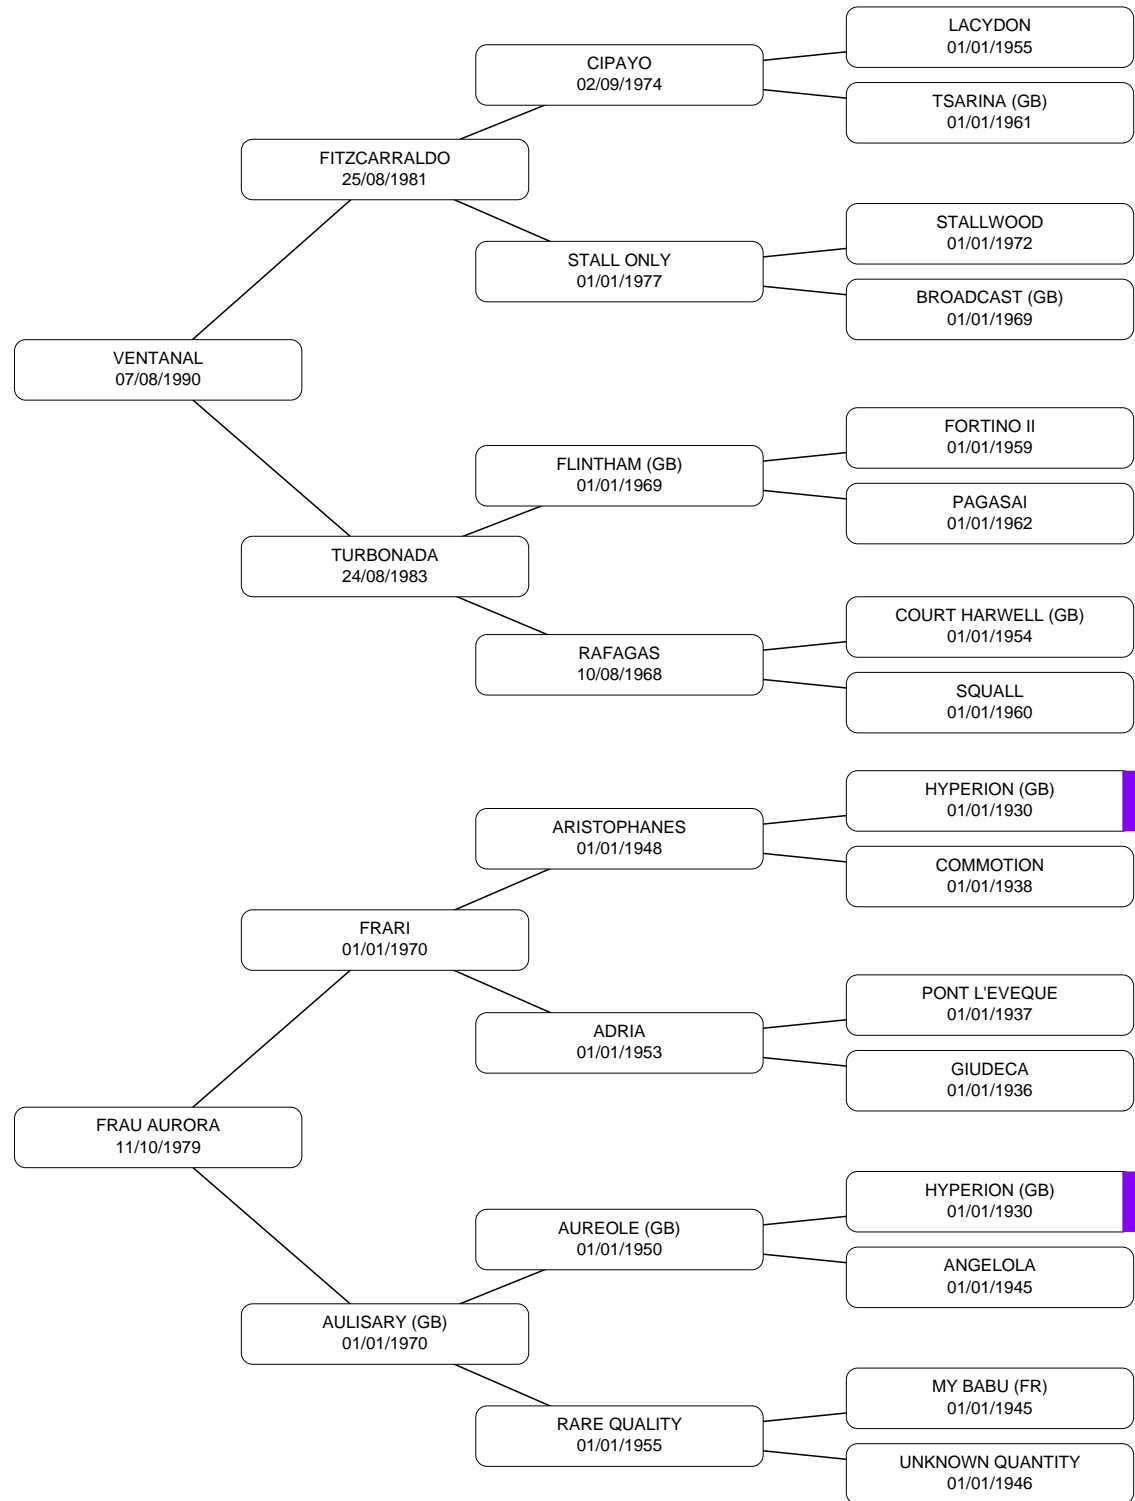 LACYDON
01/01/1955
CIPAYO
02/09/1974
TSARINA (GB)
01/01/1961
FITZCARRALDO
25/08/1981
STALLWOOD
01/01/1972
STALL ONLY
01/01/1977
BROADCAST (GB)
01/01/1969
VENTANAL
07/08/1990
FORTINO II
01/01/1959
FLINTHAM (GB)
01/01/1969
PAGASAI
01/01/1962
TURBONADA
24/08/1983
COURT HARWELL (GB)
01/01/1954
RAFAGAS
10/08/1968
SQUALL
01/01/1960
HYPERION (GB)
01/01/1930
ARISTOPHANES
01/01/1948
COMMOTION
01/01/1938
FRARI
01/01/1970
PONT L'EVEQUE
01/01/1937
ADRIA
01/01/1953
GIUDECA
01/01/1936
FRAU AURORA
11/10/1979
HYPERION (GB)
01/01/1930
AUREOLE (GB)
01/01/1950
ANGELOLA
01/01/1945
AULISARY (GB)
01/01/1970
MY BABU (FR)
01/01/1945
RARE QUALITY
01/01/1955
UNKNOWN QUANTITY
01/01/1946